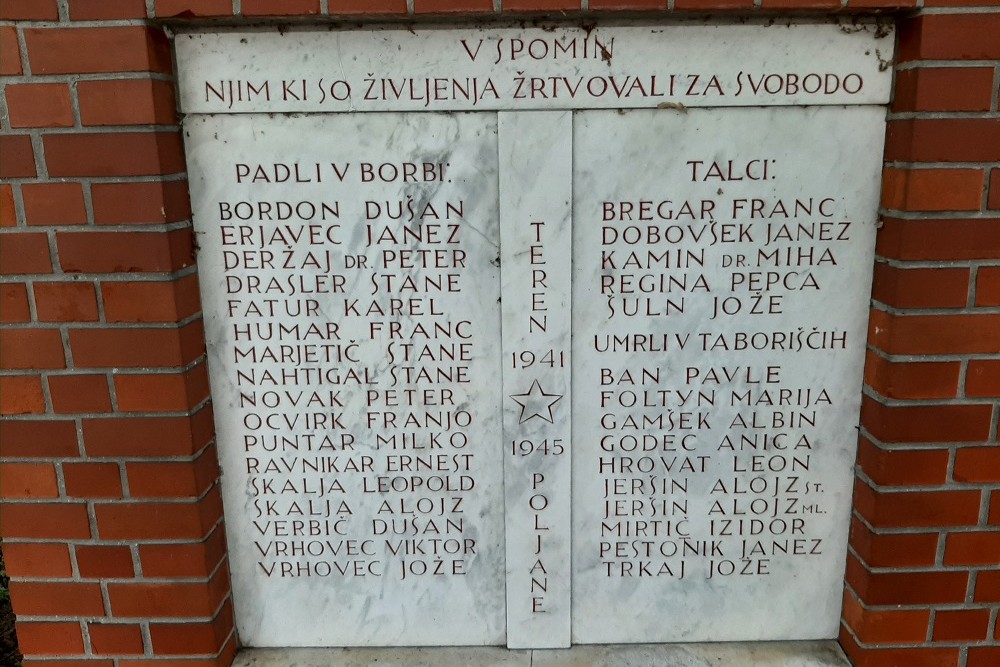 V SPOMIN
NJIM KI SO ŽIVLJENJA ŽRTVOVALI ZA SVOBODO
PADLI V BORBI:
BORDON DUŠAN
ERJAVEC JANEZ
DERŽAJ DR. PETER
DRASLER STANE
FATUR KAREL
HUMAR FRANC
MARJETIČ STANE
NAHTIGAL STANE
NOVAK PETER
OCVIRK FRANJO
PUNTAR MILKO
RAVNIKAR ERNEST
SKALJA LEOPOLD
SKALJA ALOJZ
VERBIČ DUŠAN
VRHOVEC VIKTOR
VRHOVEC JOŽE
TEREN
1941
1945
POLJANE
TALCI:
BREGAR FRANC
DOBOVŠEK JANEZ
KAMIN DR. MIHA
REGINA PEPCA
ŠULN JOŽE
UMRLI V TABORIŠČIH
BAN PAVLE
FOLTYN MARIJA
GAMŠEK ALBIN
GODEC ANICA
HROVAT LEON
JERŠIN ALOJZ ST.
JERŠIN ALOJZ ML.
MIRTIČ IZIDOR
PESTOTNIK JANEZ
TRKAJ JOŽE